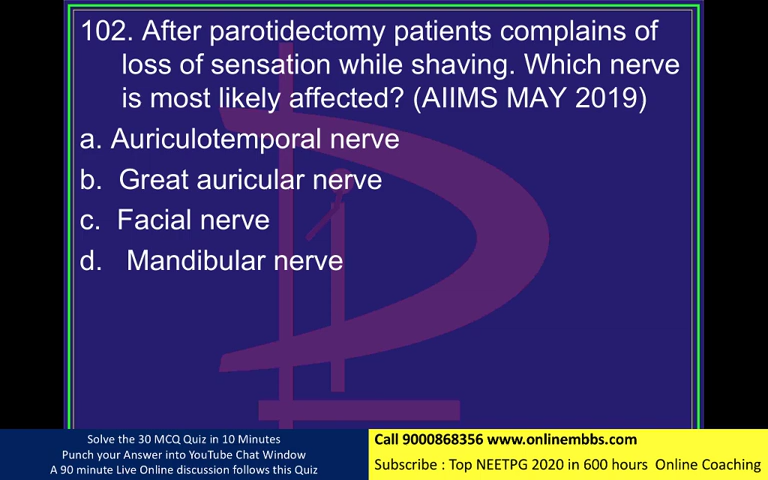 102. After parotidectomy patients complains of
loss of sensation while shaving. Which nerve
is most likely affected? (AIIMS MAY 2019)
a. Auriculotemporal nerve
b. Great auricular nerve
c. Facial nerve
d. Mandibular nerve
Solve the 30 MCQ Quiz in 10 Minutes
Punch your Answer into YouTube Chat Window
A 90 minute Live Online discussion follows this Quiz
Call 9000868356 www.onlinembbs.com
Subscribe : Top NEETPG 2020 in 600 hours Online Coaching